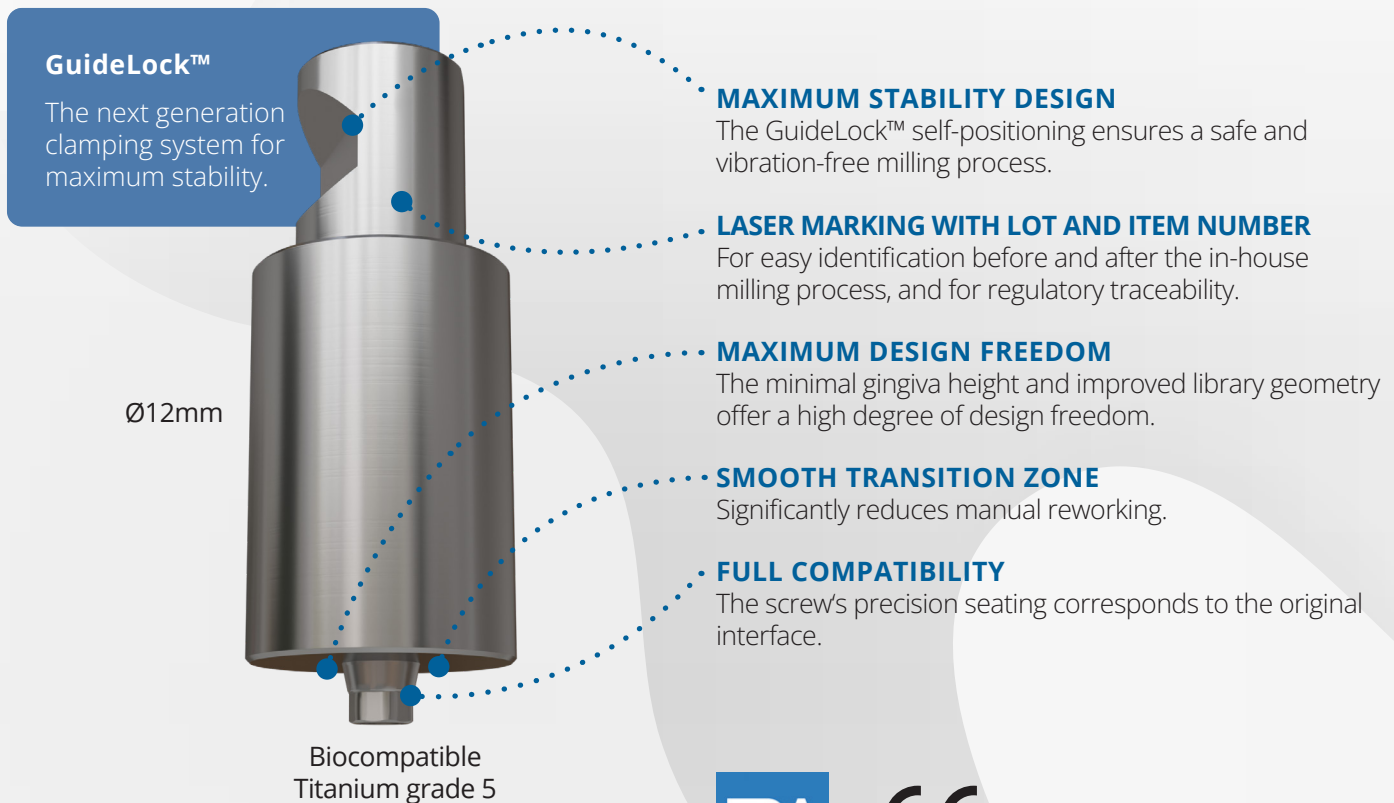 GuideLock™
The next generation
clamping system for
maximum stability.
MAXIMUM STABILITY DESIGN
The GuideLock™ self-positioning ensures a safe and
vibration-free milling process.
LASER MARKING WITH LOT AND ITEM NUMBER
For easy identification before and after the in-house
milling process, and for regulatory traceability.
MAXIMUM DESIGN FREEDOM
The minimal gingiva height and improved library geometry
offer a high degree of design freedom.
Ø12mm
SMOOTH TRANSITION ZONE
Significantly reduces manual reworking.
FULL COMPATIBILITY
The screw‘s precision seating corresponds to the original
interface.
Biocompatible
Titanium grade 5